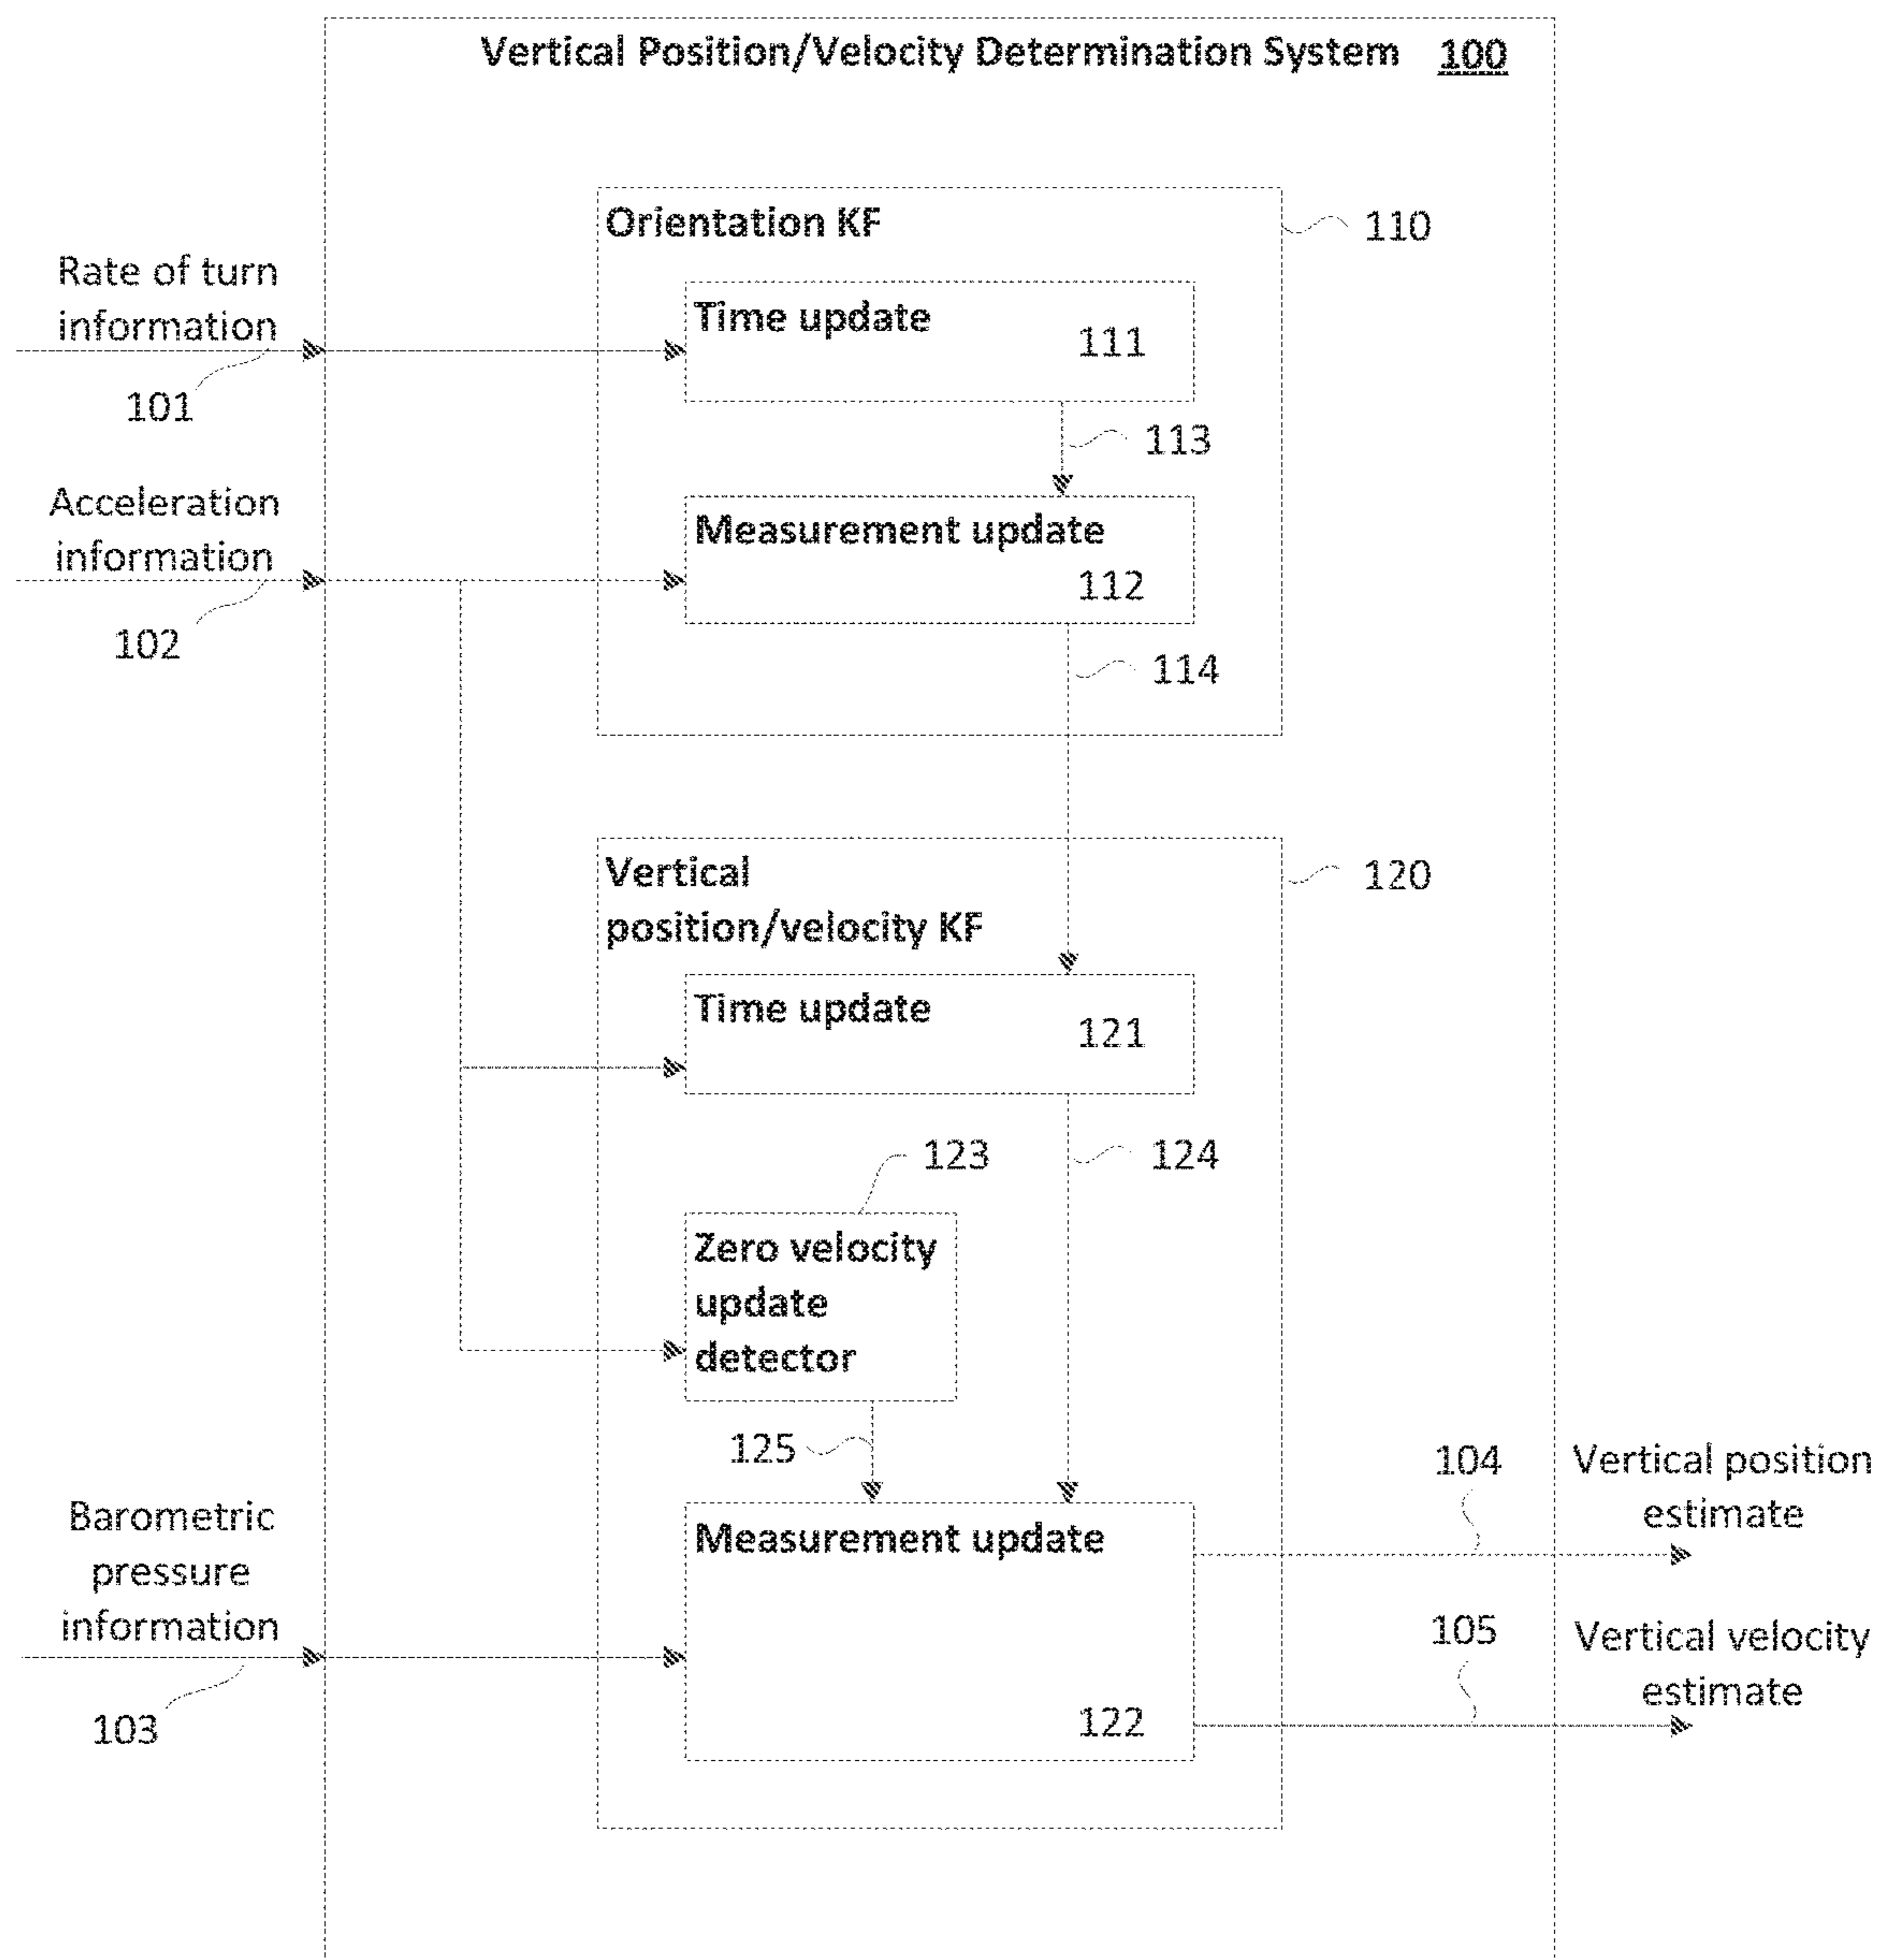 Vertical Position/Velocity Determination System 100
Orientation KF
110
Rate of turn
information
101
Time update
111
113
Acceleration
information
102
Measurement update
112
114
Vertical
position/velocity KF
120
Time update
121
123
124
Zero velocity
update
detector
125
Barometric
pressure
information
103
Measurement update
122
104
Vertical position
estimate
105
Vertical velocity
estimate